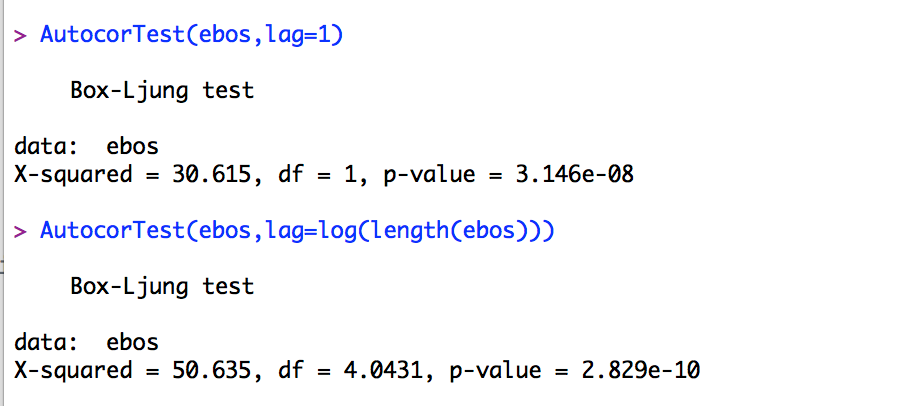 > AutocorTest(ebos,lag=1)
Box-Ljung test
data:  ebos
X-squared = 30.615, df = 1, p-value = 3.146e-08
> AutocorTest(ebos,lag=log(length(ebos)))
Box-Ljung test
data:  ebos
X-squared = 50.635, df = 4.0431, p-value = 2.829e-10